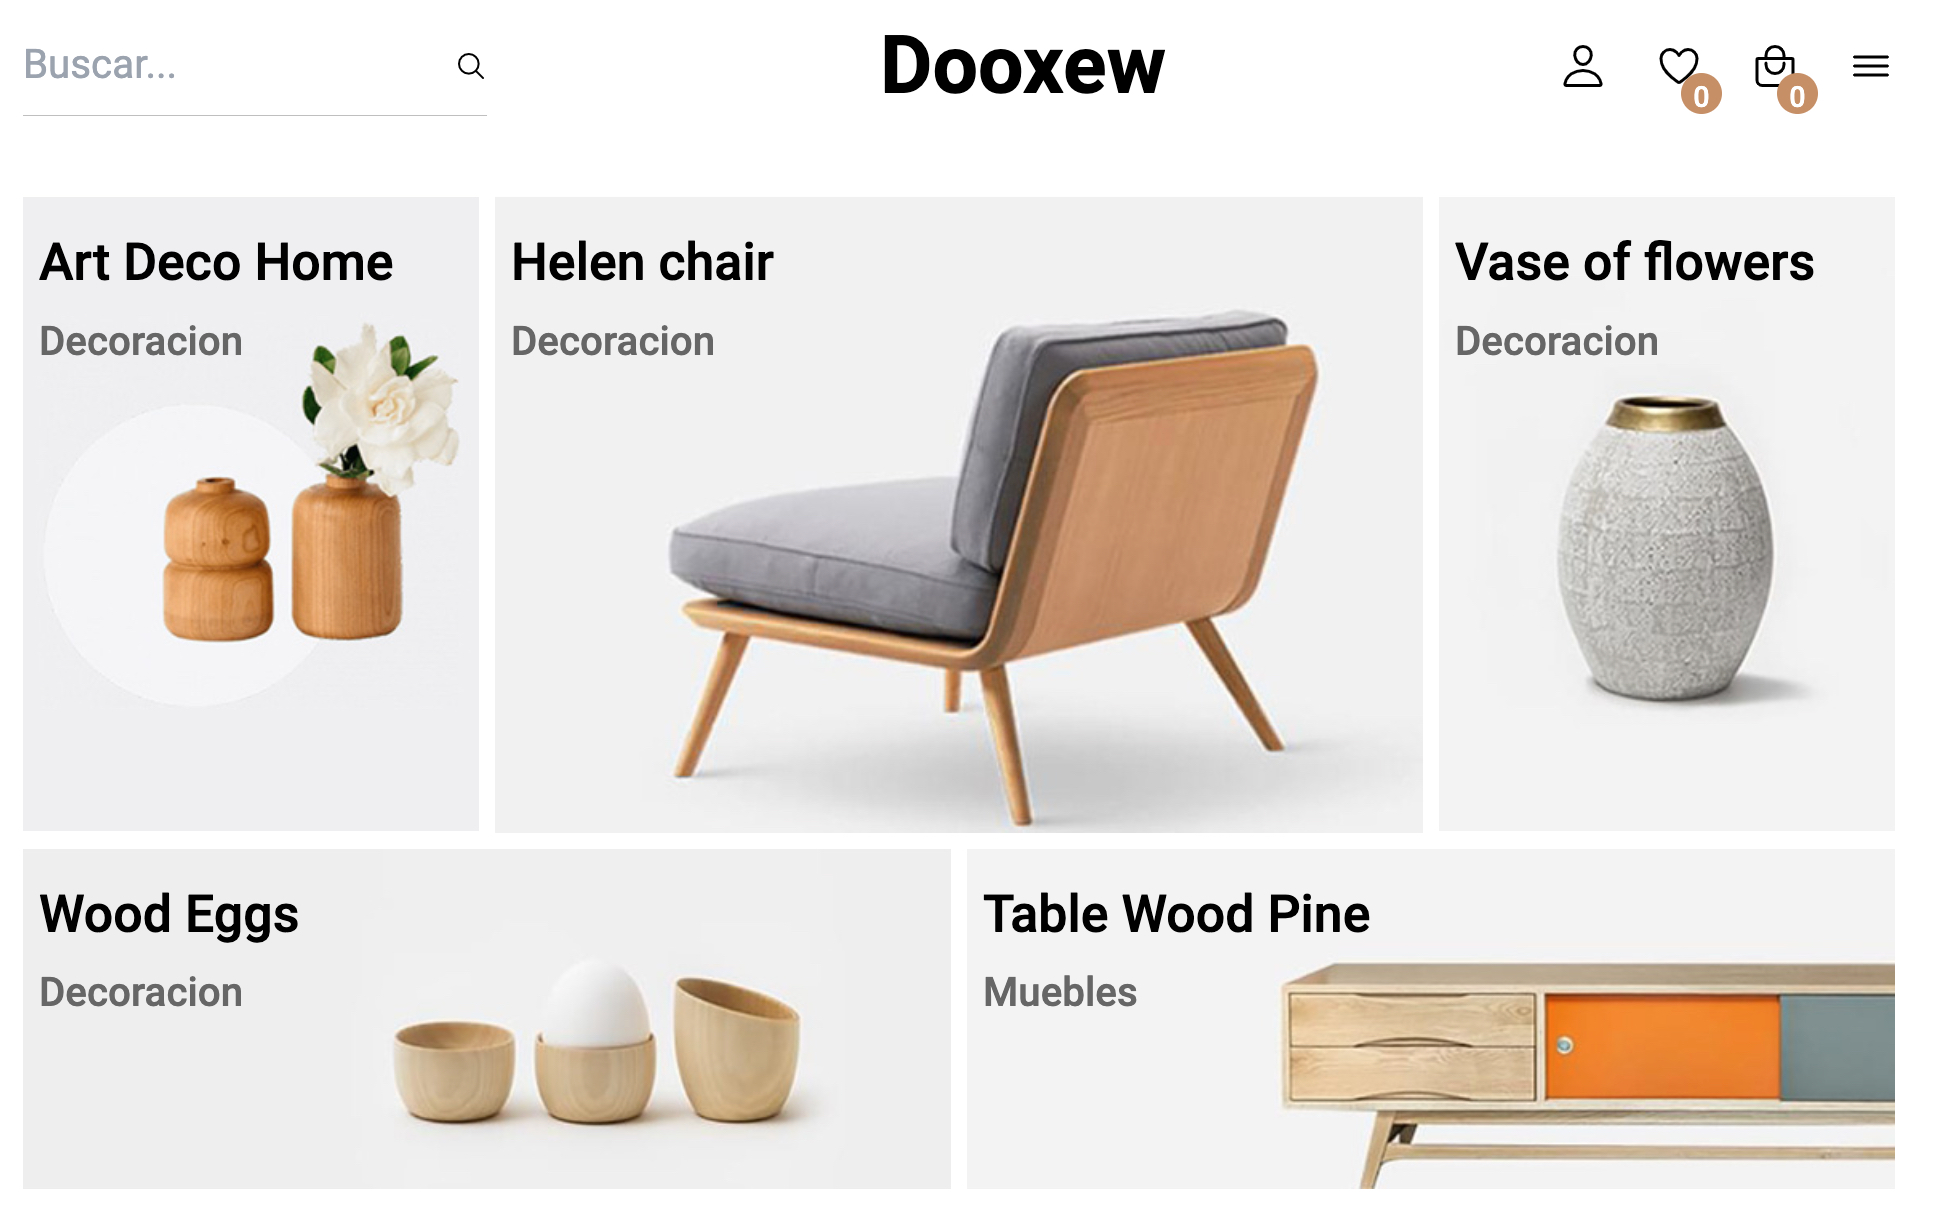 Buscar...
Dooxew
0
0
Art Deco Home
Decoracion
Helen chair
Decoracion
Vase of flowers
Decoracion
Wood Eggs
Decoracion
Table Wood Pine
Muebles